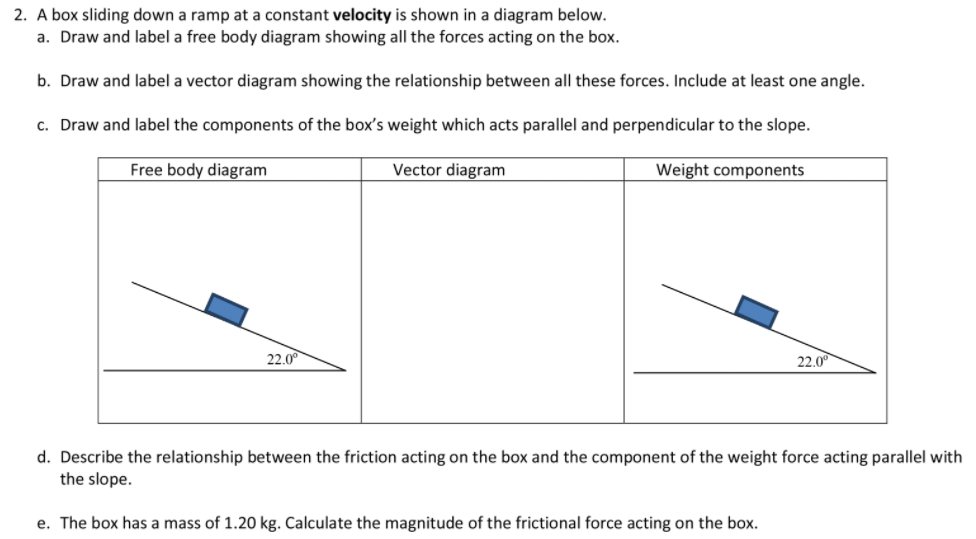 2. A box sliding down a ramp at a constant velocity is shown in a diagram below.
a. Draw and label a free body diagram showing all the forces acting on the box.
b. Draw and label a vector diagram showing the relationship between all these forces. Include at least one angle.
c. Draw and label the components of the box's weight which acts parallel and perpendicular to the slope.
Free body diagram
Vector diagram
Weight components
22.0°
22.0°
d. Describe the relationship between the friction acting on the box and the component of the weight force acting parallel with
the slope.
e. The box has a mass of 1.20 kg. Calculate the magnitude of the frictional force acting on the box.